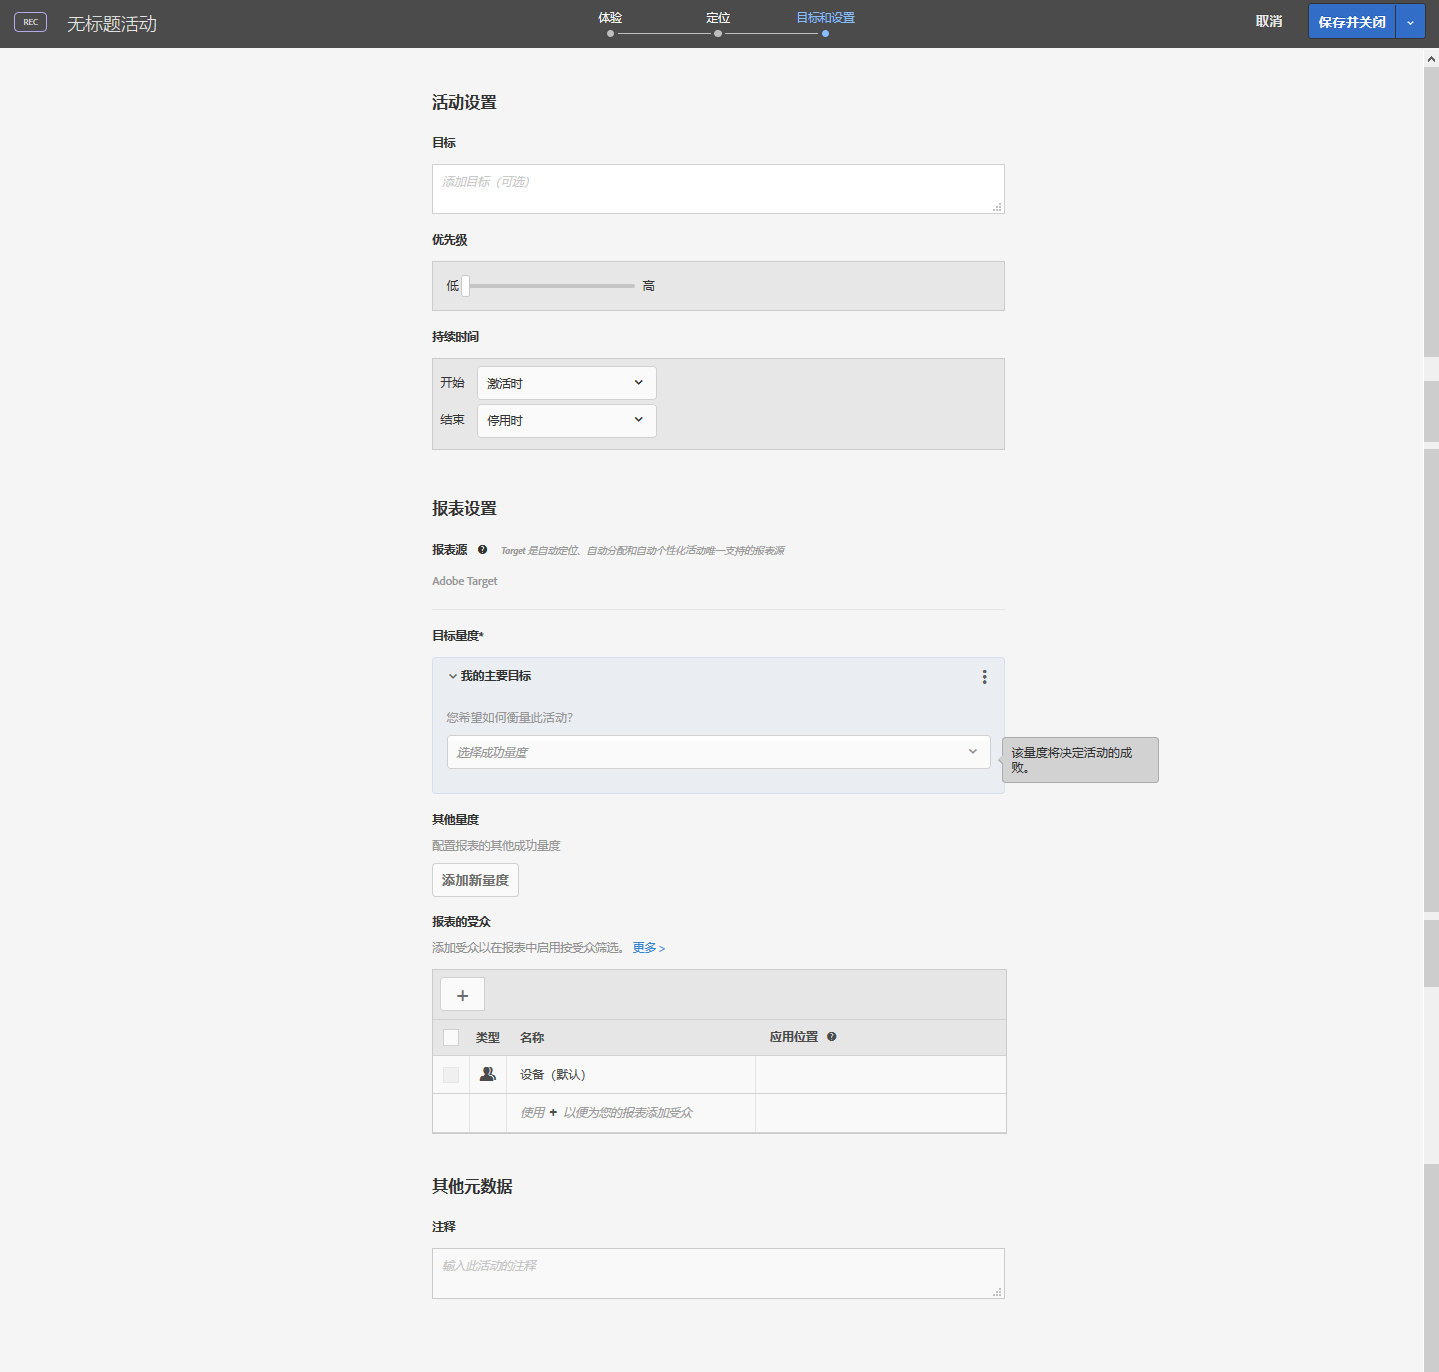 REC
无标题活动
体验
定位
目标和设置
取消
保存并关闭
活动设置
目标
添加目标（可选）
优先级
低
高
持续时间
开始
激活时
结束
停用时
报表设置
报表源
Target 是自动定位、自动分配和自动个性化活动唯一支持的报表源
Adobe Target
目标量度*
我的主要目标
您希望如何衡量此活动？
选择成功量度
该量度将决定活动的成
败。
其他量度
配置报表的其他成功量度
添加新量度
报表的受众
添加受众以在报表中启用按受众筛选。 更多 >
+
类型 名称 应用位置
设备（默认）
使用 + 以便为您的报表添加受众
其他元数据
注释
输入此活动的注释